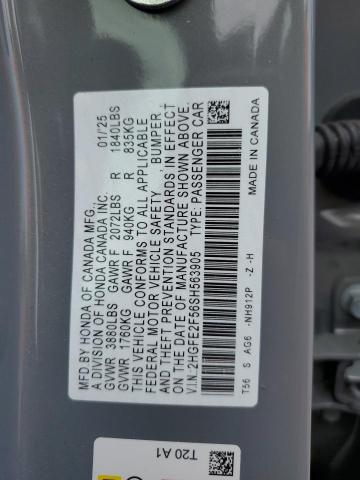 MFD. BY HONDA OF CANADA MFG.,
A DIVISION OF HONDA CANADA INC. 01/'25
GVWR 3880LBS GAWR F 2072LBS R 1840LBS
GVWR 1760KG GAWR F 940KG R 835KG
THIS VEHICLE CONFORMS TO ALL APPLICABLE
FEDERAL MOTOR VEHICLE SAFETY, BUMPER,
AND THEFT PREVENTION STANDARDS IN EFFECT
ON THE DATE OF MANUFACTURE SHOWN ABOVE.
V.I.N:2HGFE2F56SH563905 TYPE: PASSENGER CAR
T56 S AG6 -NH912P -Z -H MADE IN CANADA
T20 A1